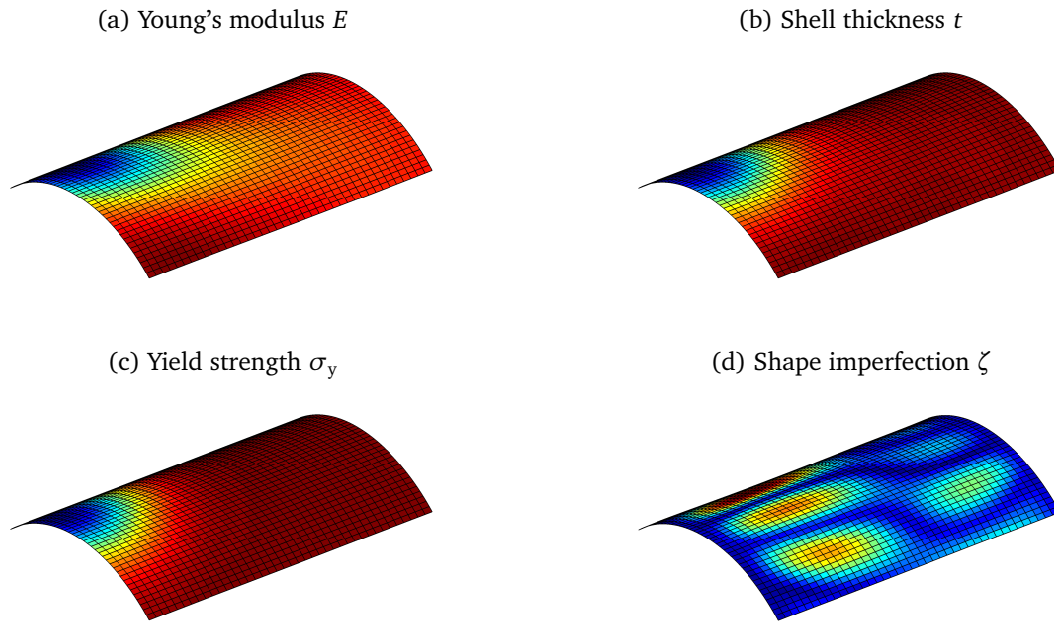 (a) Young’s modulus E
(b) Shell thickness t
(c) Yield strength σy
(d) Shape imperfection ζ